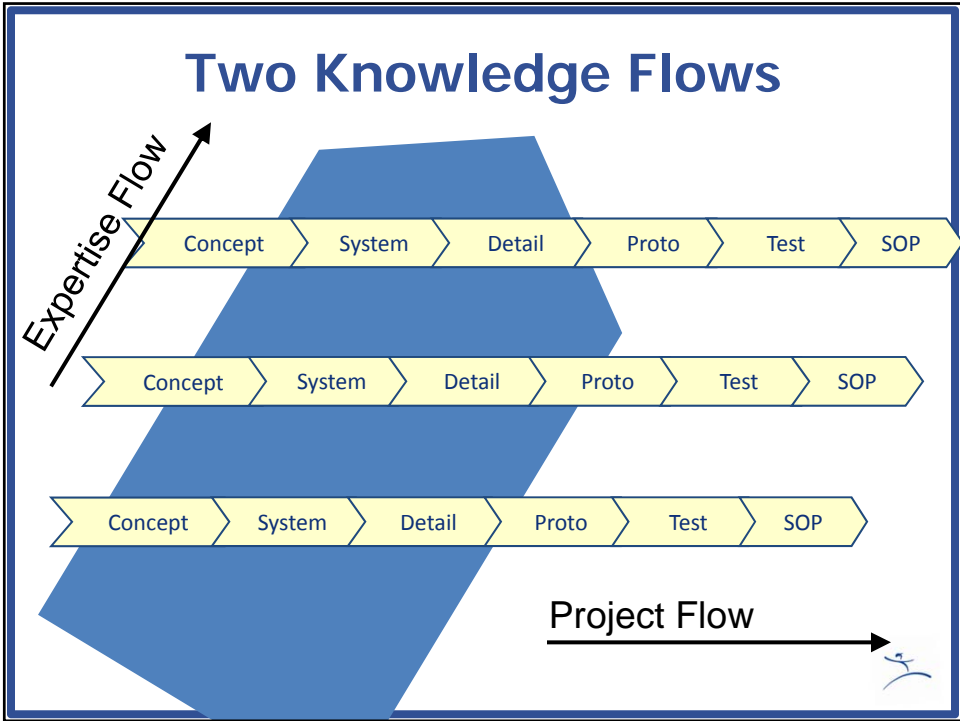 Two Knowledge Flows
Expertise Flow
Concept System Detail Proto Test SOP
Concept System Detail Proto Test SOP
Concept System Detail Proto Test SOP
Project Flow